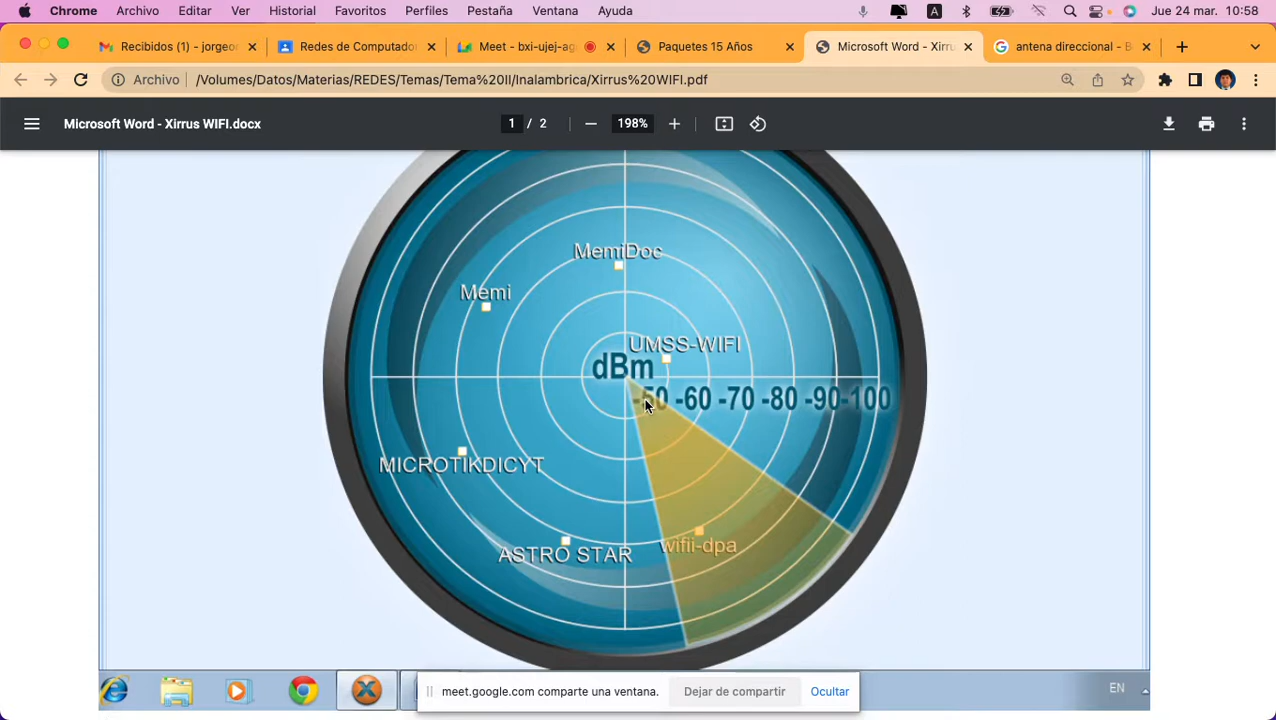 Chrome Archivo Editar Ver Historial Favoritos Perfiles Pestaña Ventana Ayuda A Jue 24 mar. 10:58
Recibidos (1) - jorgeor
Redes de Computador
Meet - bxi-ujej-ag
Paquetes 15 Años
Microsoft Word - Xirru
antena direccional - B
Archivo /Volumes/Datos/Materias/REDES/Temas/Tema%20II/Inalambrica/Xirrus%20WIFI.pdf
Microsoft Word - Xirrus WIFI.docx 1 / 2 198%
MemiDoc
Memi
UMSS-WIFI
dBm
-50 -60 -70 -80 -90-100
MICROTIKDICYT
ASTRO STAR
wifii-dpa
meet.google.com comparte una ventana. Dejar de compartir Ocultar
EN